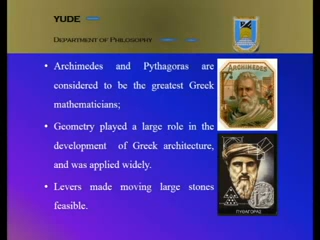 YUDE
DEPARTMENT OF PHILOSOPHY
• Archimedes and Pythagoras are
considered to be the greatest Greek
mathematicians;
• Geometry played a large role in the
development of Greek architecture,
and was applied widely.
• Levers made moving large stones
feasible.
ARCHIMEDES
ΠΥΘΑΓΟΡΑΣ